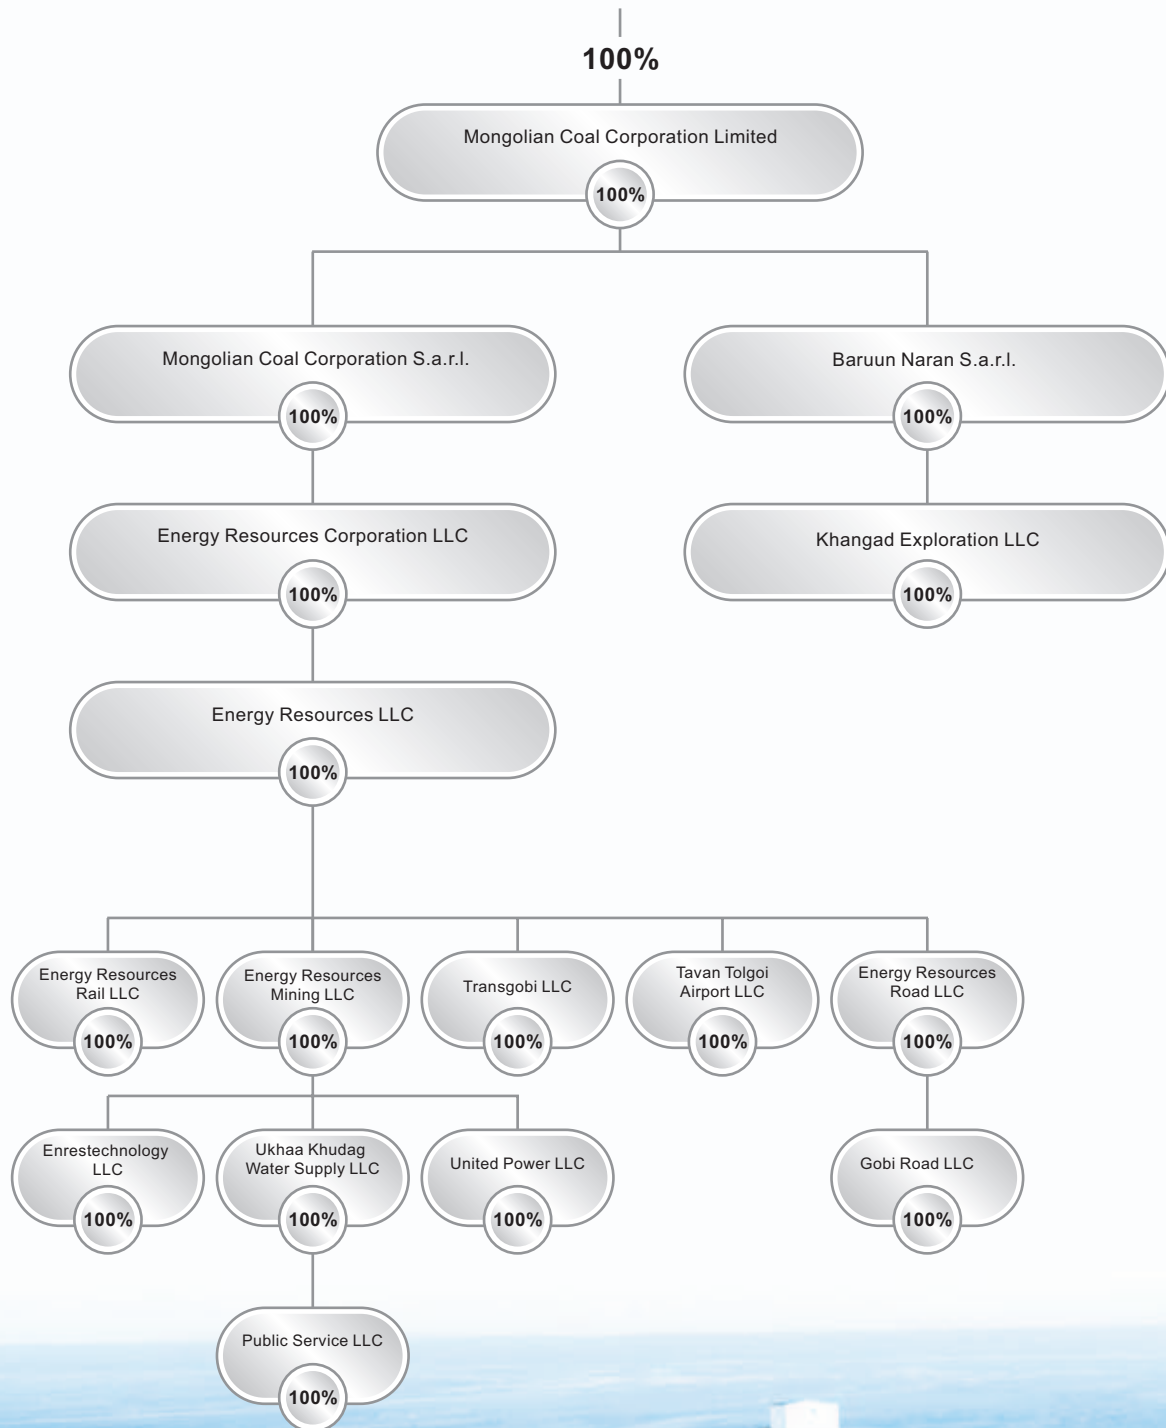 100%
Mongolian Coal Corporation Limited
100%
Mongolian Coal Corporation S.a.r.l.
100%
Baruun Naran S.a.r.l.
100%
Energy Resources Corporation LLC
100%
Khangad Exploration LLC
100%
Energy Resources LLC
100%
Energy Resources
Rail LLC
100%
Energy Resources
Mining LLC
100%
Transgobi LLC
100%
Tavan Tolgoi
Airport LLC
100%
Energy Resources
Road LLC
100%
Enrestechnology
LLC
100%
Ukhaa Khudag
Water Supply LLC
100%
United Power LLC
100%
Gobi Road LLC
100%
Public Service LLC
100%